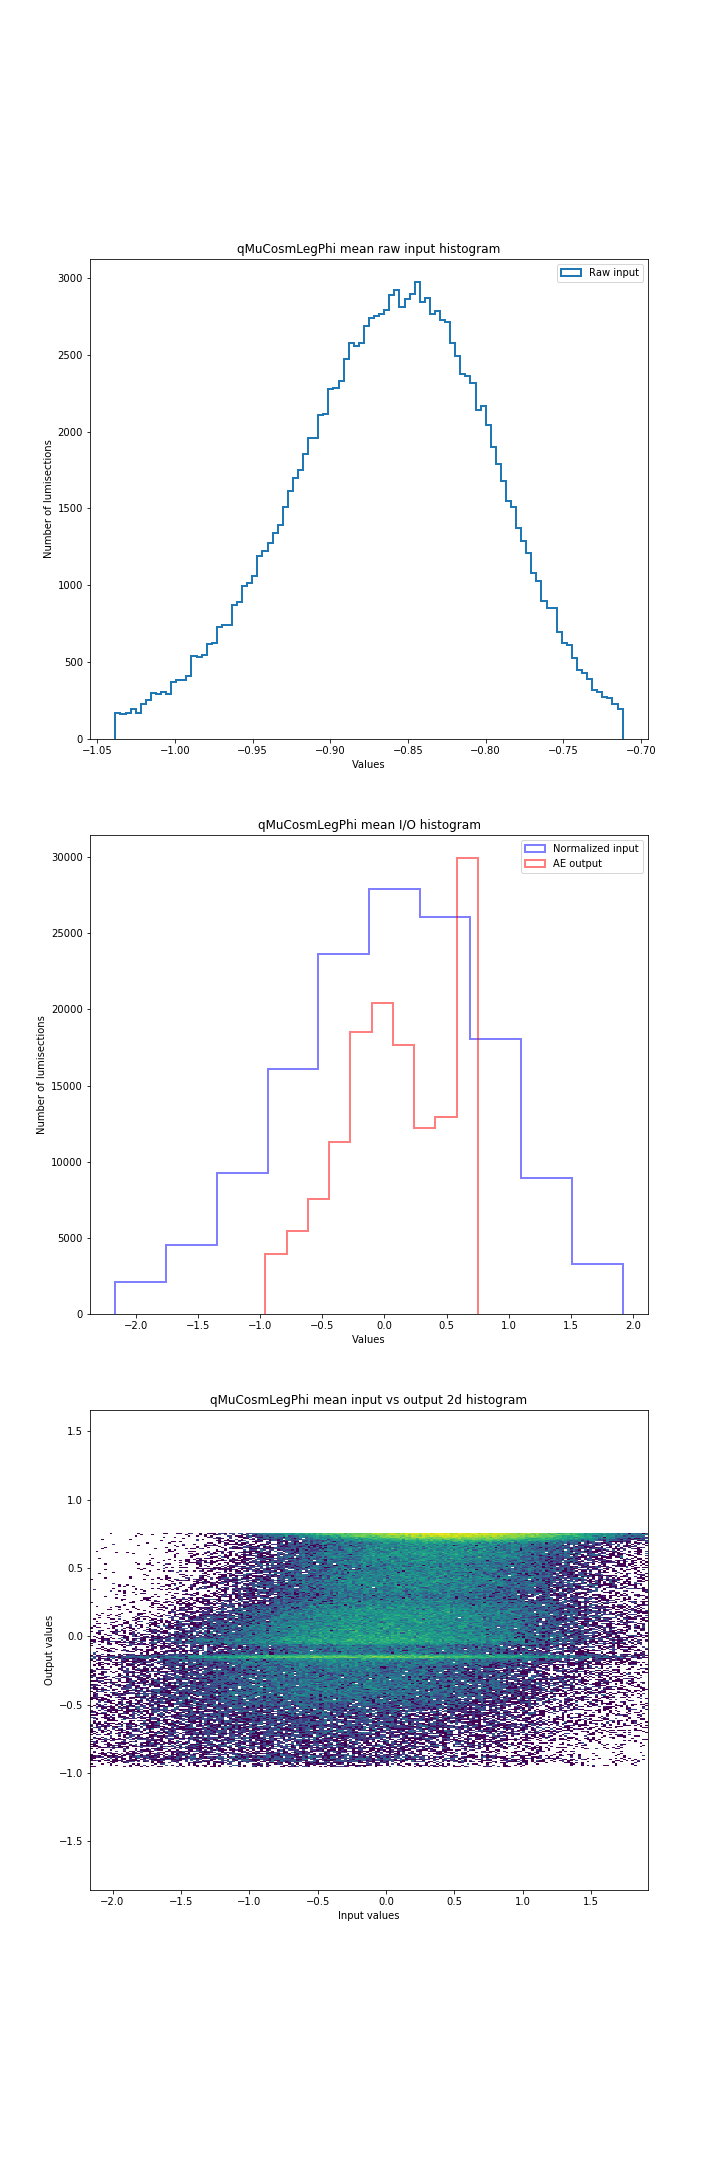 qMuCosmLegPhi mean raw input histogram
Raw input
3000
2500
2000
1500
1000
500
0
Number of lumisections
−1.05 −1.00 −0.95 −0.90 −0.85 −0.80 −0.75 −0.70
Values
qMuCosmLegPhi mean I/O histogram
Normalized input
AE output
30000
25000
20000
15000
10000
5000
0
Number of lumisections
−2.0 −1.5 −1.0 −0.5 0.0 0.5 1.0 1.5 2.0
Values
qMuCosmLegPhi mean input vs output 2d histogram
1.5
1.0
0.5
0.0
−0.5
−1.0
−1.5
Output values
−2.0 −1.5 −1.0 −0.5 0.0 0.5 1.0 1.5
Input values